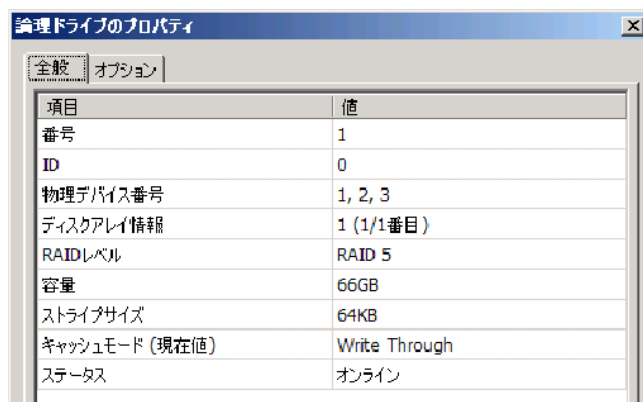 論理ドライブのプロパティ
全般 オプション
項目 値
番号 1
ID 0
物理デバイス番号 1, 2, 3
ディスクアレイ情報 1 (1/1番目)
RAIDレベル RAID 5
容量 66GB
ストライプサイズ 64KB
キャッシュモード (現在値) Write Through
ステータス オンライン